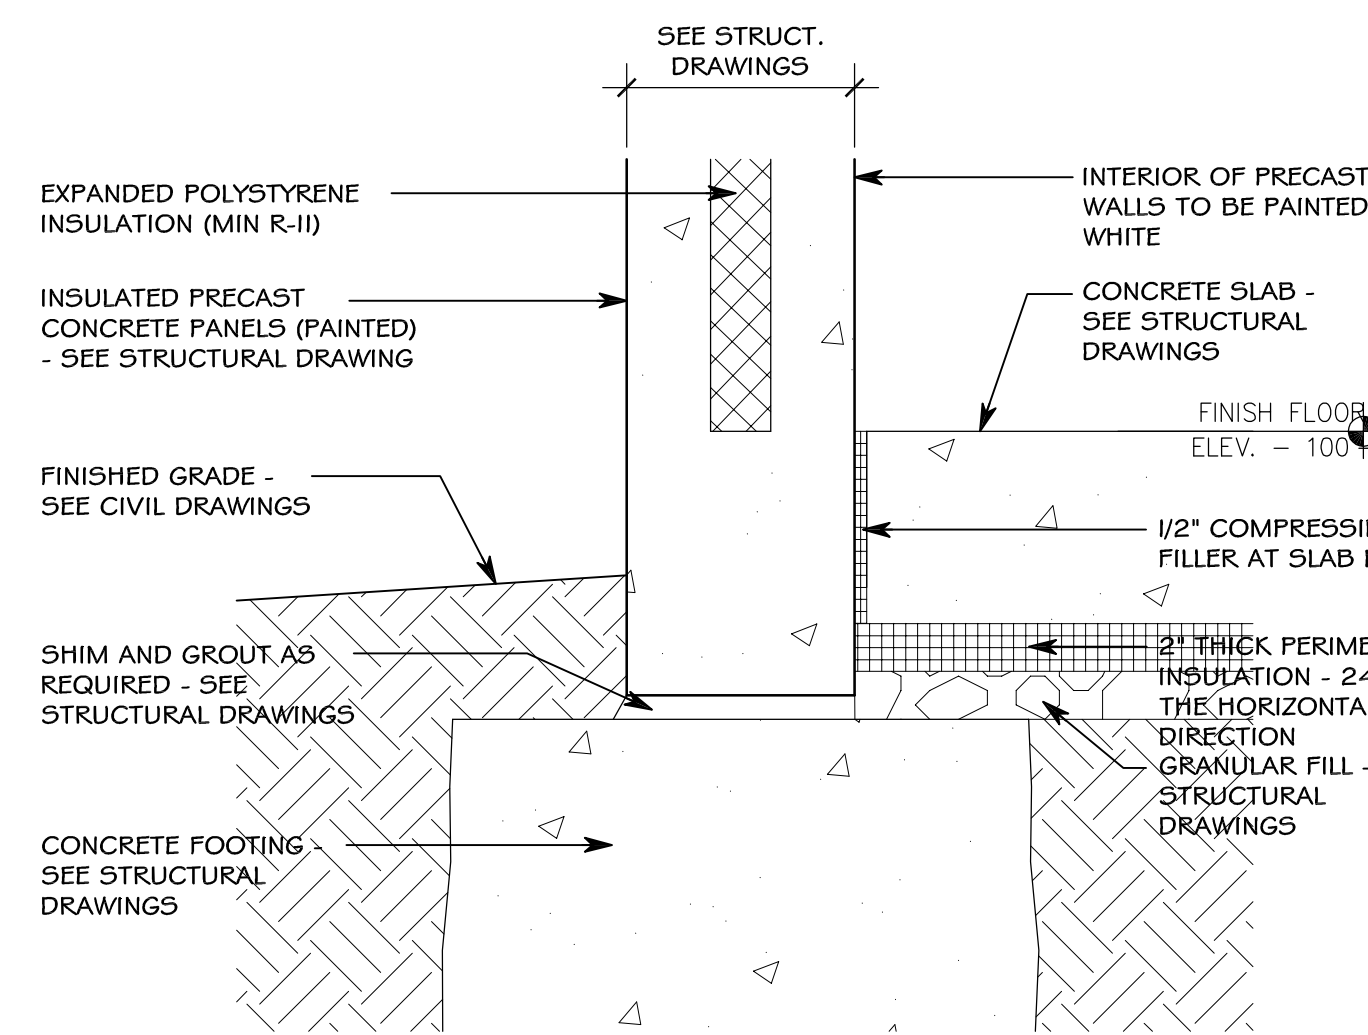 SEE STRUCT.
DRAWINGS
EXPANDED POLYSTYRENE
INSULATION (MIN R-11)
INSULATED PRECAST
CONCRETE PANELS (PAINTED)
- SEE STRUCTURAL DRAWING
FINISHED GRADE -
SEE CIVIL DRAWINGS
SHIM AND GROUT AS
REQUIRED - SEE
STRUCTURAL DRAWINGS
CONCRETE FOOTING -
SEE STRUCTURAL
DRAWINGS
INTERIOR OF PRECAST
WALLS TO BE PAINTED
WHITE
CONCRETE SLAB -
SEE STRUCTURAL
DRAWINGS
FINISH FLOOR
ELEV. - 100
1/2" 
FILLER AT SLAB
2" THICK
INSULATION - 24
THE
DIRECTION
GRANULAR FILL -
STRUCTURAL
DRAWINGS